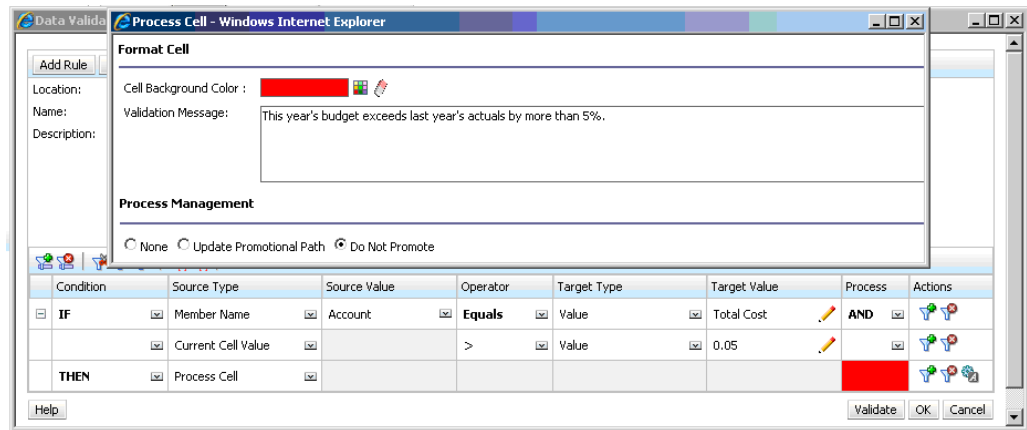 Data Valida
Process Cell - Windows Internet Explorer
Format Cell
Add Rule
Location:
Cell Background Color :
Name:
Validation Message:
This year's budget exceeds last year's actuals by more than 5%.
Description:
Process Management
None Update Promotional Path Do Not Promote
Condition Source Type Source Value Operator Target Type Target Value Process Actions
IF Member Name Account Equals Value Total Cost AND
Current Cell Value > Value 0.05
THEN Process Cell
Help Validate OK Cancel